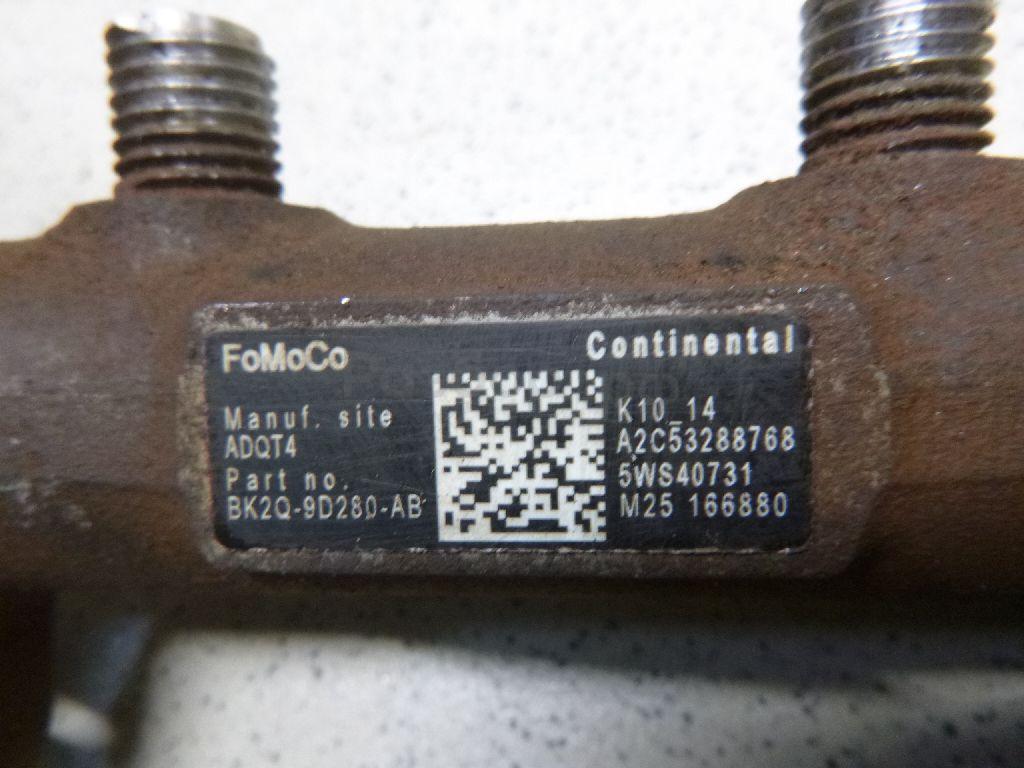 FoMoCo
Continental
Manuf. site
ADQT4
Part no.
BK2Q-9D280-AB
K10_14
A2C53288768
5WS40731
M25 166880